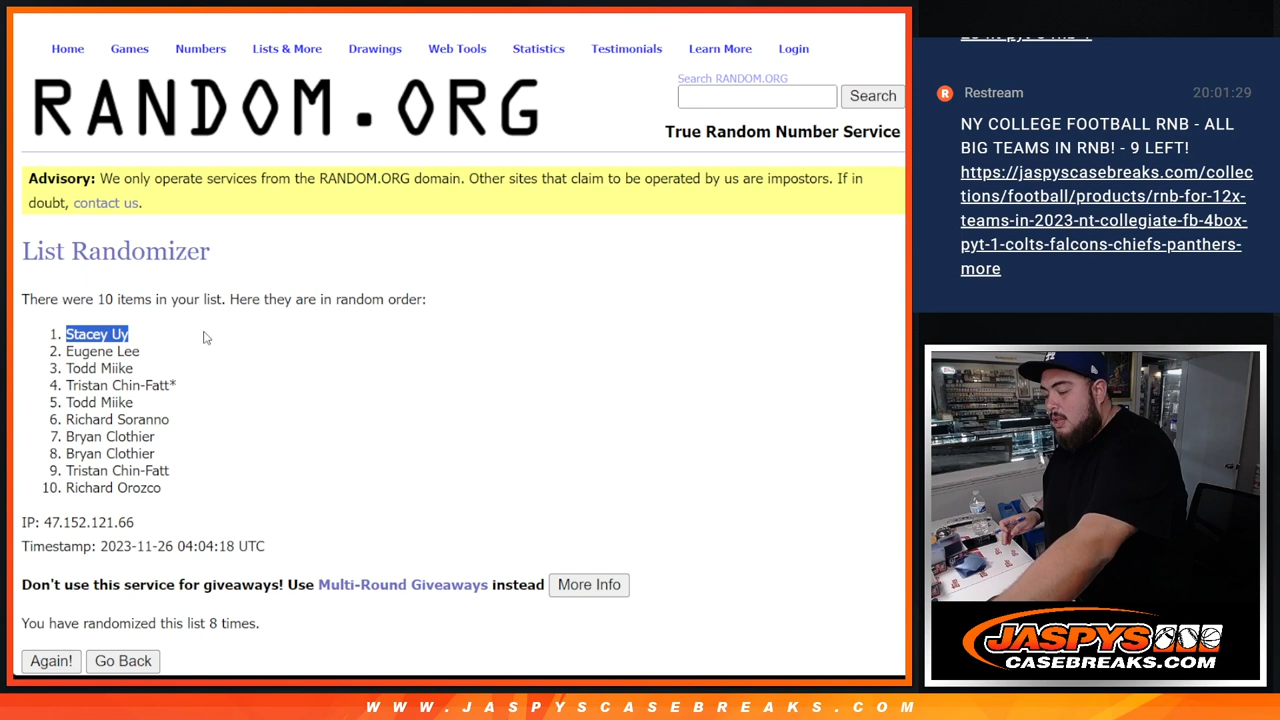 Home Games Numbers Lists & More Drawings Web Tools Statistics Testimonials Learn More Login
RANDOM.ORG
Search RANDOM.ORG
Search
True Random Number Service
Advisory: We only operate services from the RANDOM.ORG domain. Other sites that claim to be operated by us are impostors. If in
doubt, contact us.
List Randomizer
There were 10 items in your list. Here they are in random order:
1. Stacey Uy
2. Eugene Lee
3. Todd Miike
4. Tristan Chin-Fatt*
5. Todd Miike
6. Richard Soranno
7. Bryan Clothier
8. Bryan Clothier
9. Tristan Chin-Fatt
10. Richard Orozco
IP: 47.152.121.66
Timestamp: 2023-11-26 04:04:18 UTC
Don't use this service for giveaways! Use Multi-Round Giveaways instead More Info
You have randomized this list 8 times.
Again! Go Back
R Restream 20:01:29
NY COLLEGE FOOTBALL RNB - ALL
BIG TEAMS IN RNB! - 9 LEFT!
https://jaspyscasebreaks.com/collec
tions/football/products/rnb-for-12x-
teams-in-2023-nt-collegiate-fb-4box-
pyt-1-colts-falcons-chiefs-panthers-
more
JASPYS
CASEBREAKS.COM
WWW.JASPYSCASEBREAKS.COM